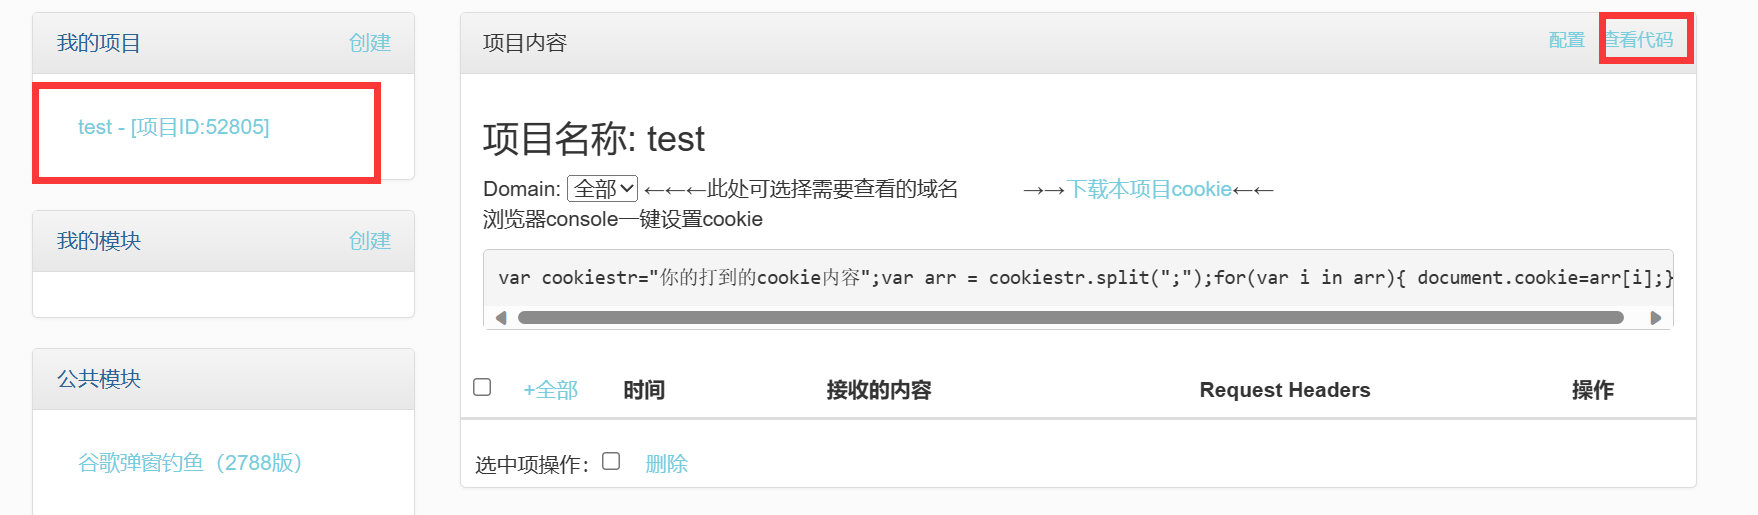 我的项目 创建
test - [项目ID:52805]
我的模块 创建
公共模块
谷歌弹窗钓鱼（2788版）
项目内容 配置 查看代码
项目名称: test
Domain: 全部 ←←←此处可选择需要查看的域名 →→下载本项目cookie←←
浏览器console一键设置cookie
var cookiestr="你的打到的cookie内容";var arr = cookiestr.split(";");for(var i in arr){ document.cookie=arr[i];}
+全部 时间 接收的内容 Request Headers 操作
选中项操作： 删除